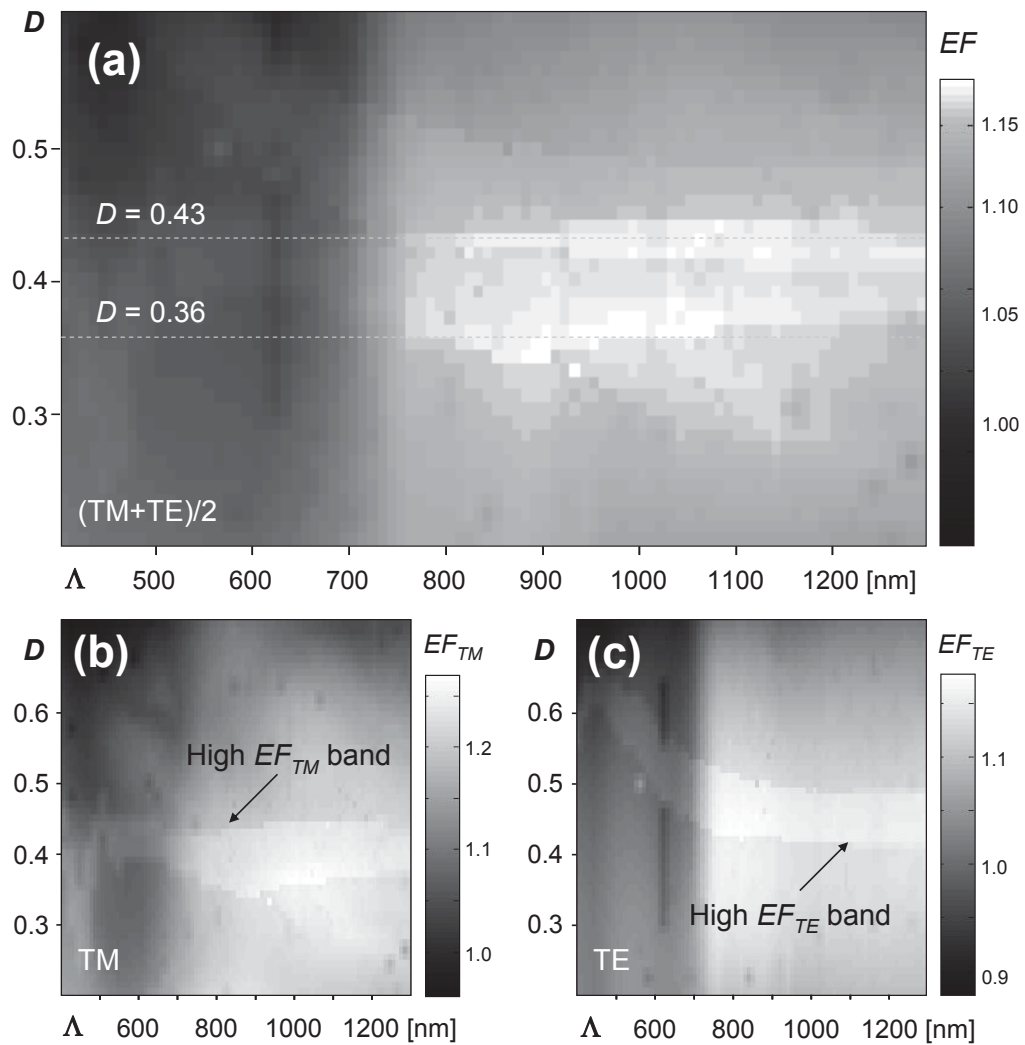 D
(a)
EF
0.5
0.4
0.3
D = 0.43
D = 0.36
(TM+TE)/2
1.15
1.10
1.05
1.00
Λ 500 600 700 800 900 1000 1100 1200 [nm]
D
(b)
EF_TM
0.6
0.5
0.4
0.3
High EF_TM band
TM
1.2
1.1
1.0
Λ 600 800 1000 1200 [nm]
D
(c)
EF_TE
0.6
0.5
0.4
0.3
High EF_TE band
TE
1.1
1.0
0.9
Λ 600 800 1000 1200 [nm]